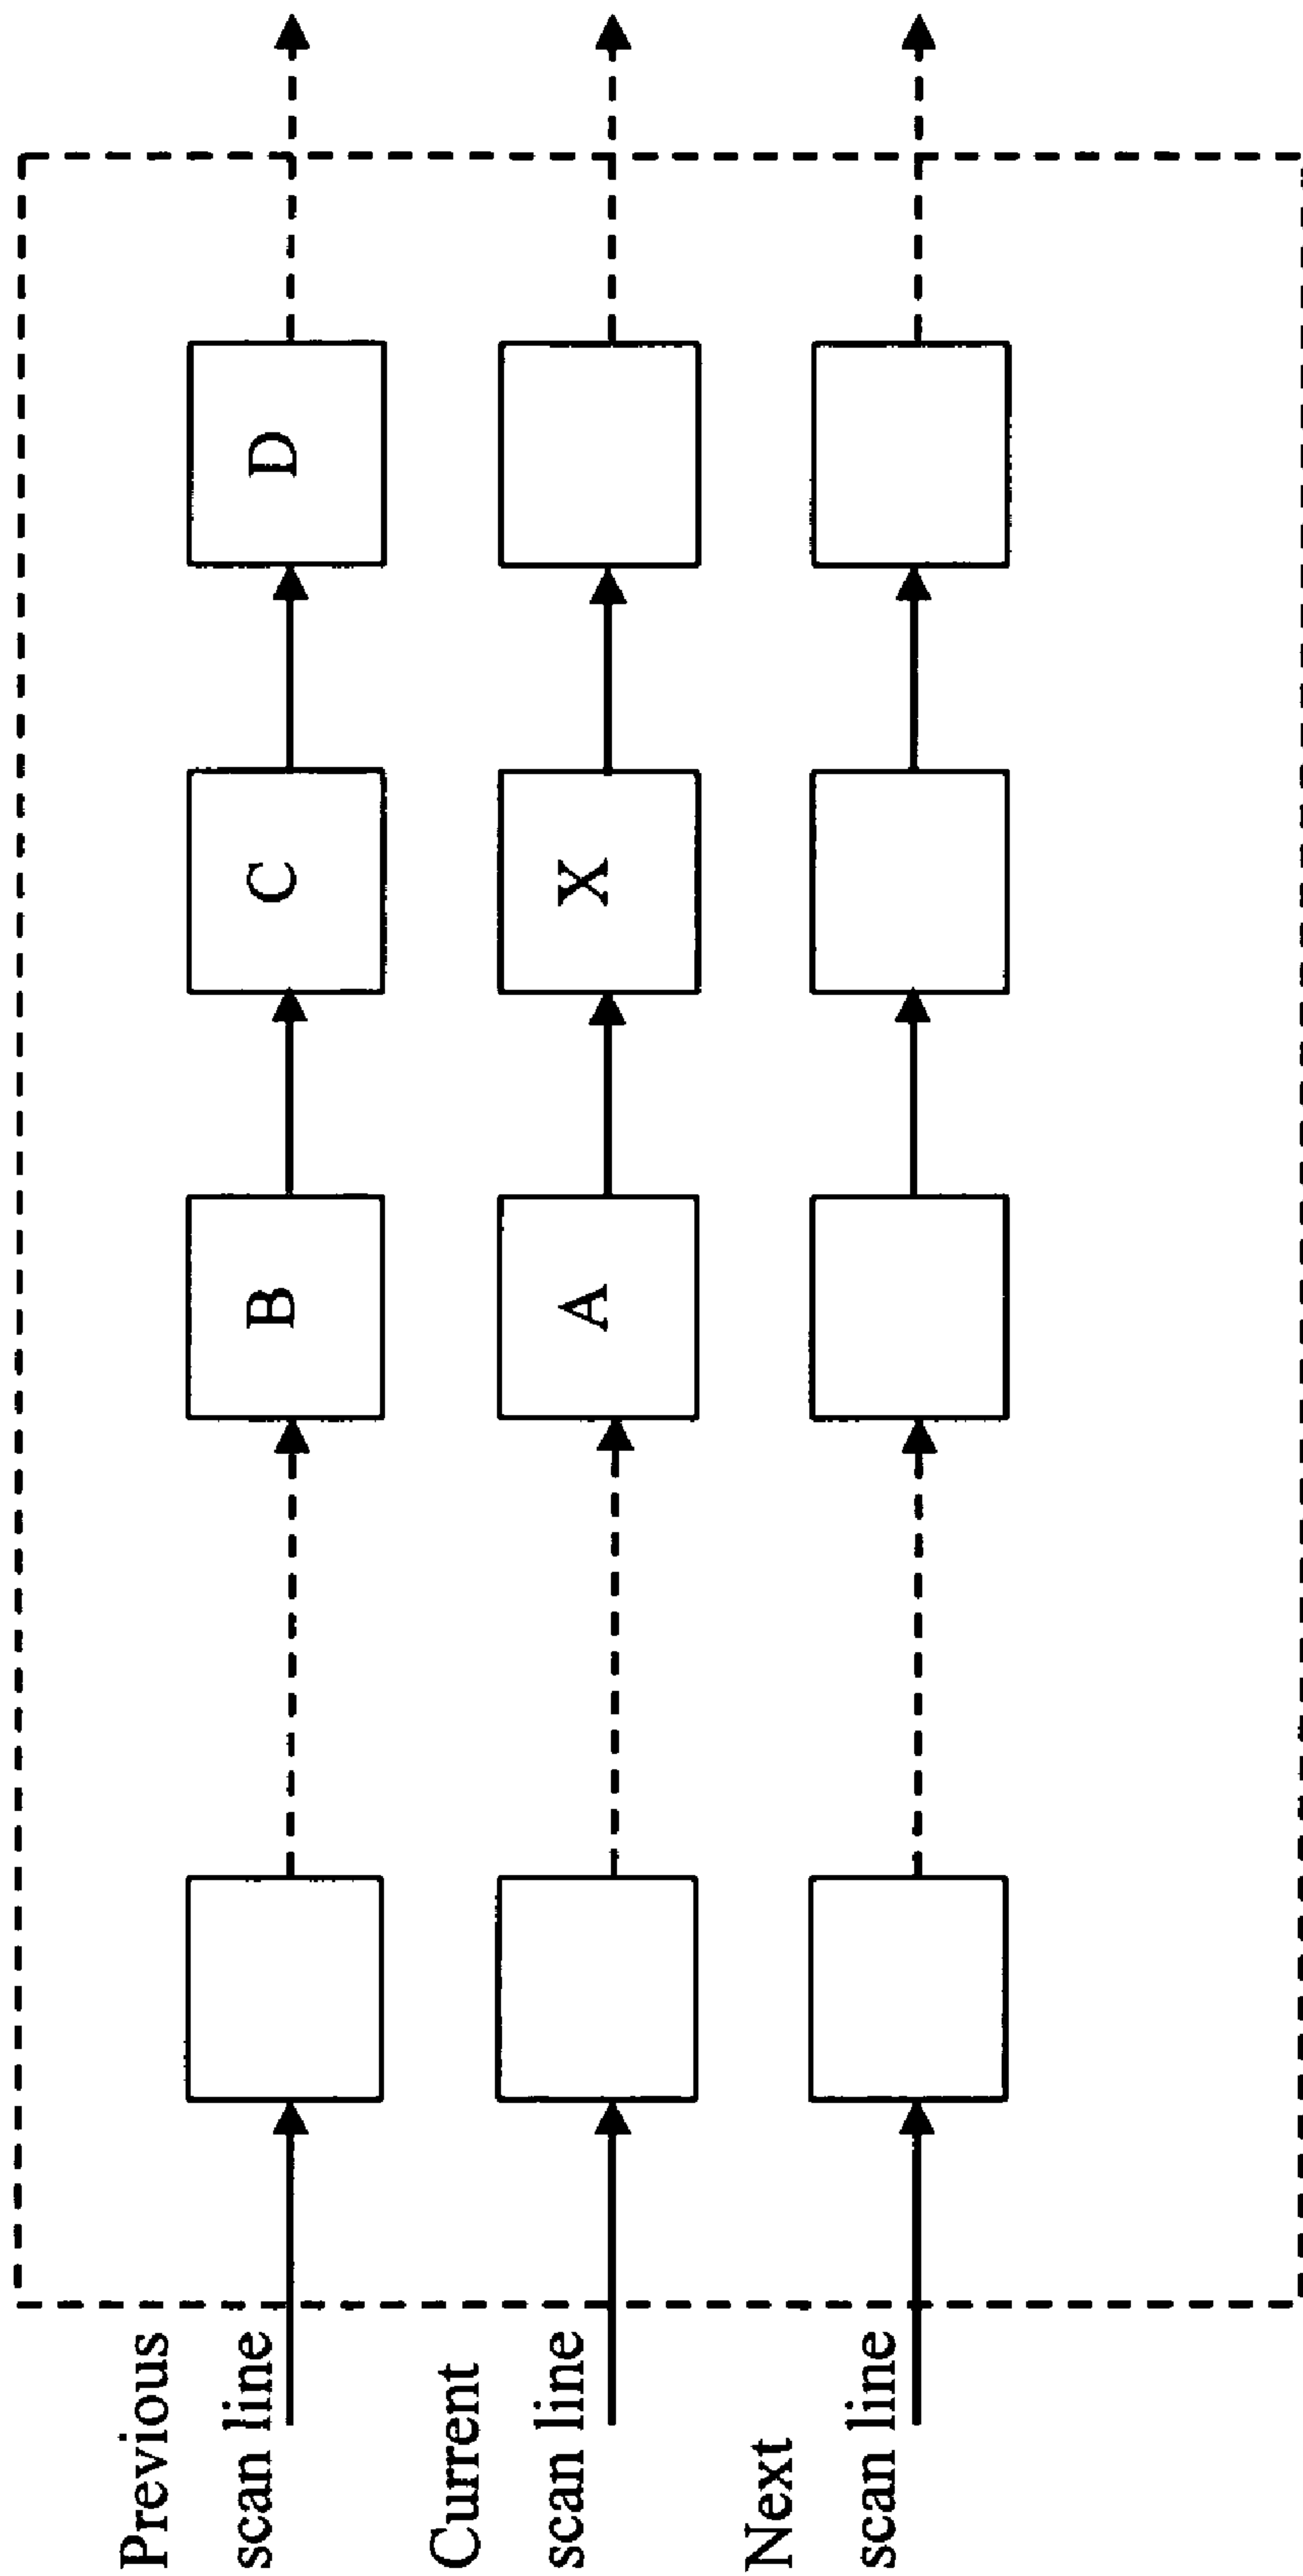 Previous
scan line
B
C
D
Current
scan line
A
X
Next
scan line